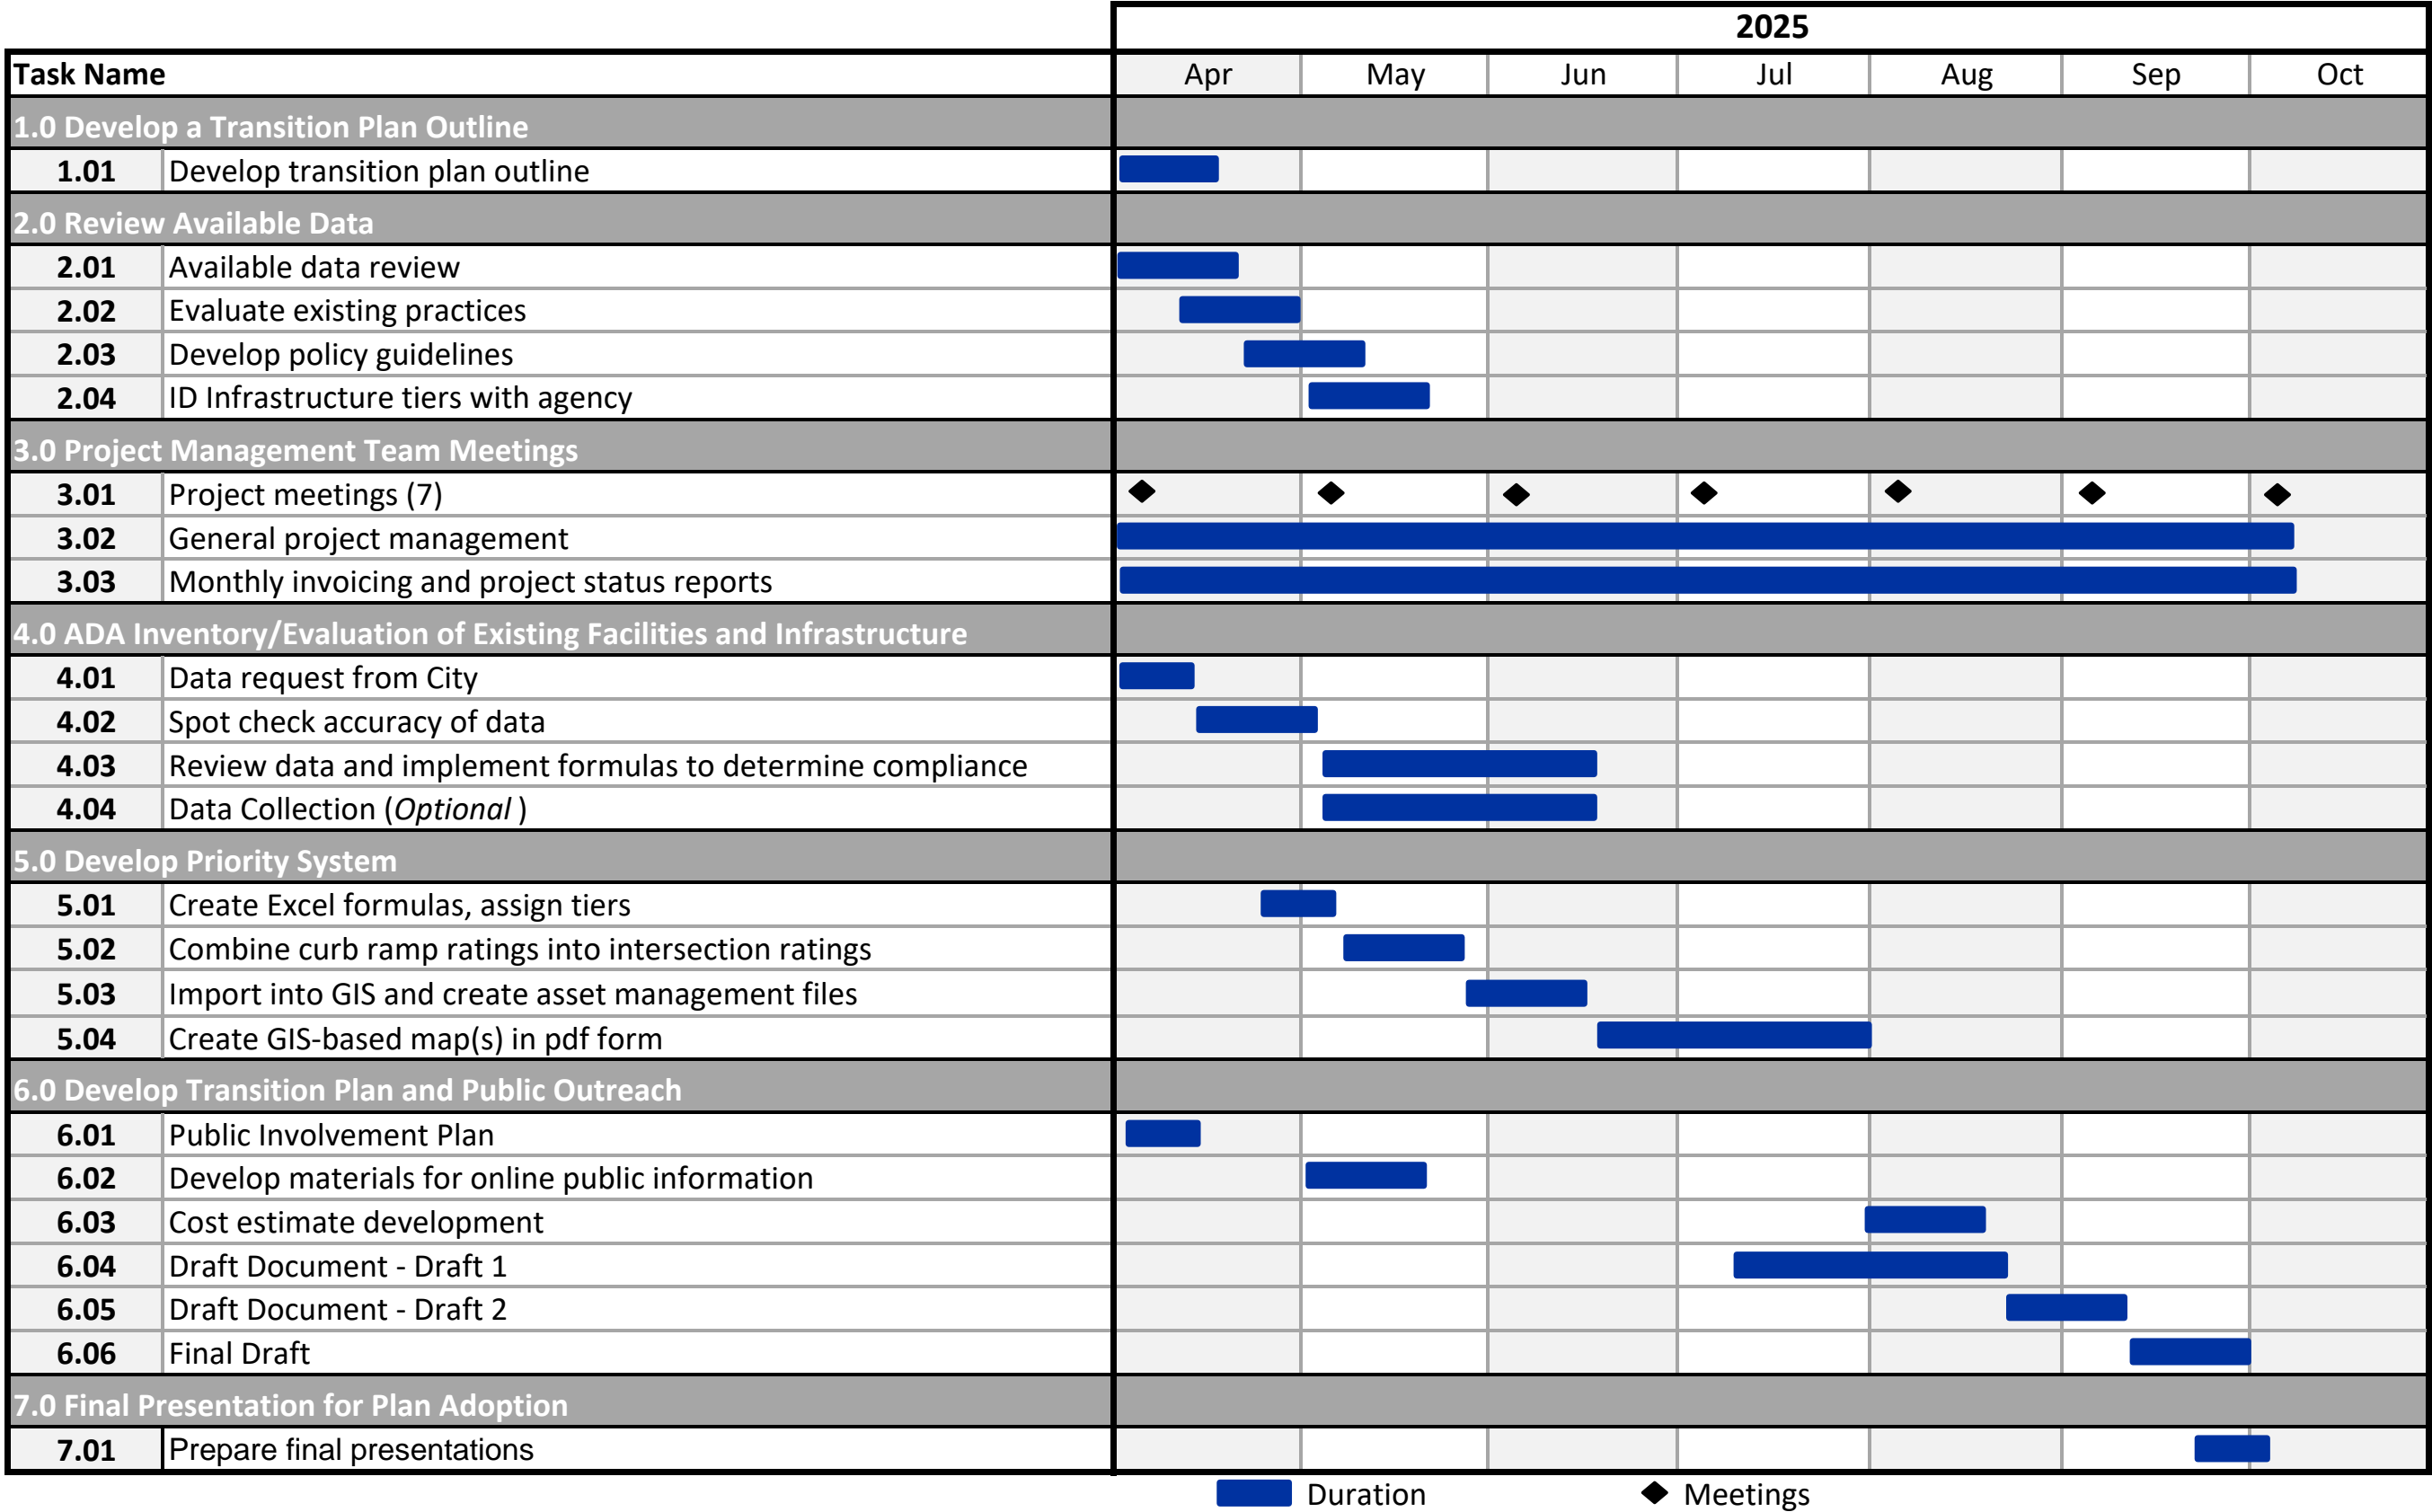 2025
Task Name Apr May Jun Jul Aug Sep Oct
1.0 Develop a Transition Plan Outline
1.01 Develop transition plan outline
2.0 Review Available Data
2.01 Available data review
2.02 Evaluate existing practices
2.03 Develop policy guidelines
2.04 ID Infrastructure tiers with agency
3.0 Project Management Team Meetings
3.01 Project meetings (7)
3.02 General project management
3.03 Monthly invoicing and project status reports
4.0 ADA Inventory/Evaluation of Existing Facilities and Infrastructure
4.01 Data request from City
4.02 Spot check accuracy of data
4.03 Review data and implement formulas to determine compliance
4.04 Data Collection (Optional )
5.0 Develop Priority System
5.01 Create Excel formulas, assign tiers
5.02 Combine curb ramp ratings into intersection ratings
5.03 Import into GIS and create asset management files
5.04 Create GIS-based map(s) in pdf form
6.0 Develop Transition Plan and Public Outreach
6.01 Public Involvement Plan
6.02 Develop materials for online public information
6.03 Cost estimate development
6.04 Draft Document - Draft 1
6.05 Draft Document - Draft 2
6.06 Final Draft
7.0 Final Presentation for Plan Adoption
7.01 Prepare final presentations
Duration Meetings